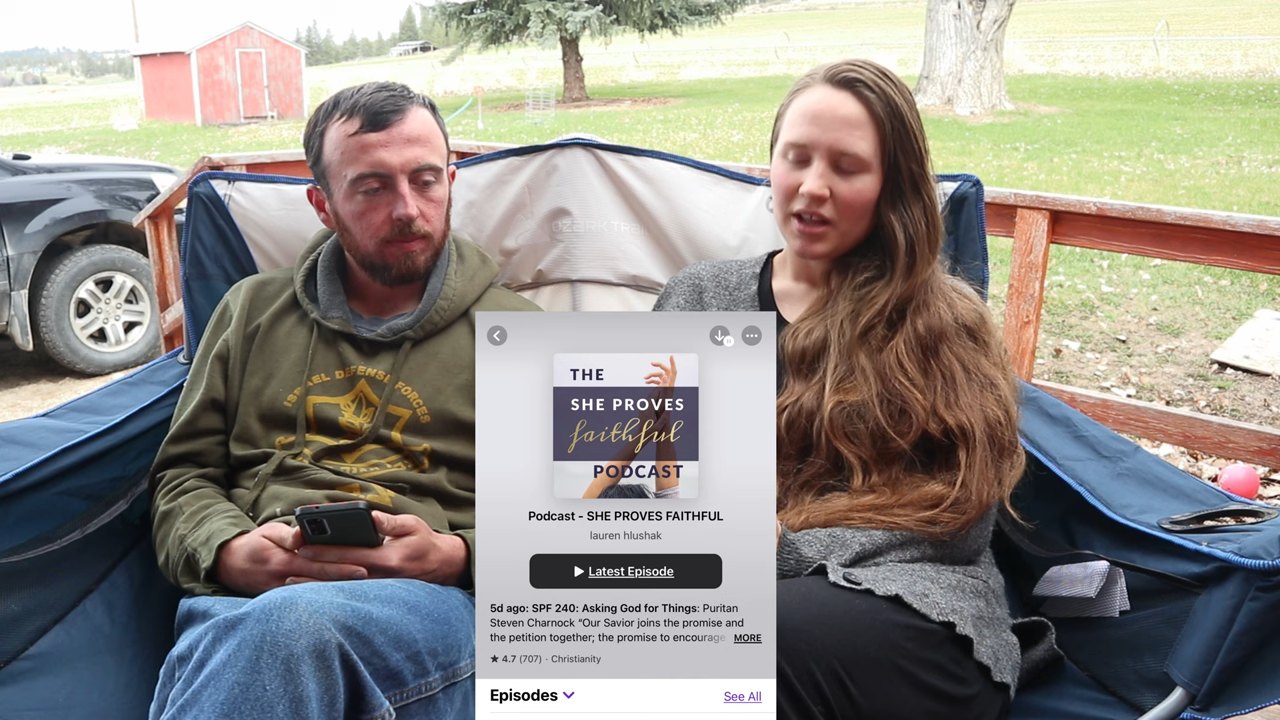 OZARK TRAIL
ISRAEL DEFENSE FORCES
THE
SHE PROVES
faithful
PODCAST
Podcast - SHE PROVES FAITHFUL
lauren hlushak
Latest Episode
5d ago: SPF 240: Asking God for Things: Puritan
Steven Charnock “Our Savior joins the promise and
the petition together; the promise to encourage MORE
★ 4.7 (707) · Christianity
Episodes
See All